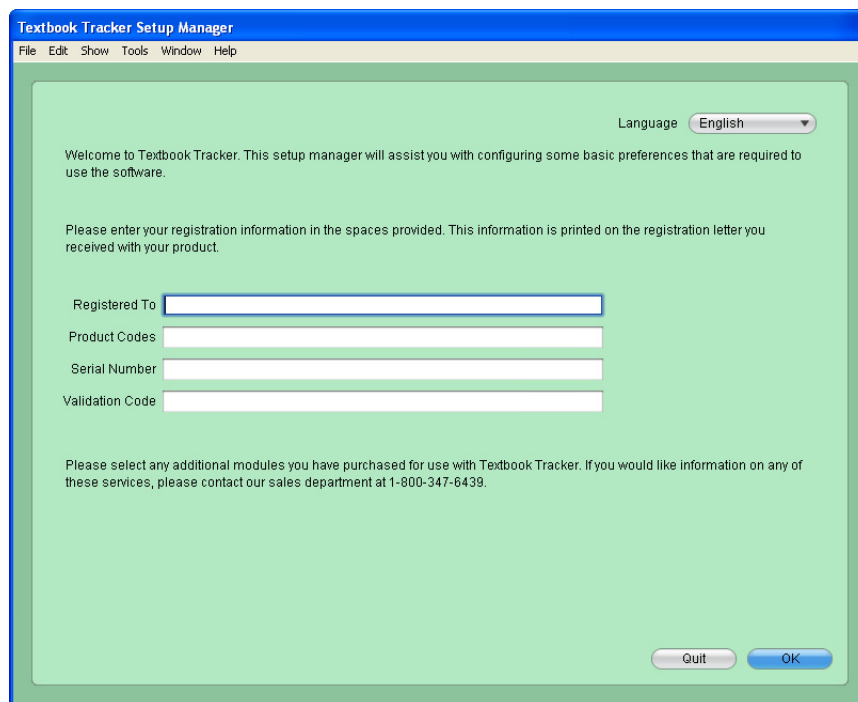 Textbook Tracker Setup Manager
File Edit Show Tools Window Help
Language English
Welcome to Textbook Tracker. This setup manager will assist you with configuring some basic preferences that are required to
use the software.
Please enter your registration information in the spaces provided. This information is printed on the registration letter you
received with your product.
Registered To
Product Codes
Serial Number
Validation Code
Please select any additional modules you have purchased for use with Textbook Tracker. If you would like information on any of
these services, please contact our sales department at 1-800-347-6439.
Quit OK